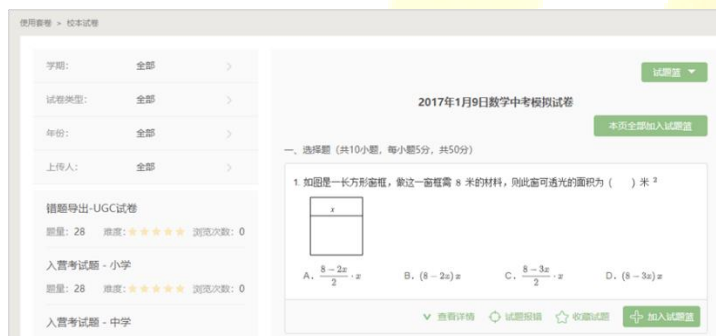 使用套卷 > 校本试卷
学期： 全部 >
试卷类型： 全部 >
年份： 全部 >
上传人： 全部 >
错题导出-UGC试卷
题量：28 难度：★★★★★ 浏览次数：0
入营考试题 - 小学
题量：28 难度：★★★★★ 浏览次数：0
入营考试题 - 中学
试题篮
2017年1月9日数学中考模拟试卷
本页全部加入试题篮
一、选择题（共10小题，每小题5分，共50分）
1. 如图是一长方形窗框，做这一窗框需 8 米的材料，则此窗可透光的面积为（ ）米 ²
x
A. (8 − 2x)/2 · x B. (8 − 2x) x C. (8 − 3x)/2 · x D. (8 − 3x) x
查看详情 试题报错 收藏试题 加入试题篮